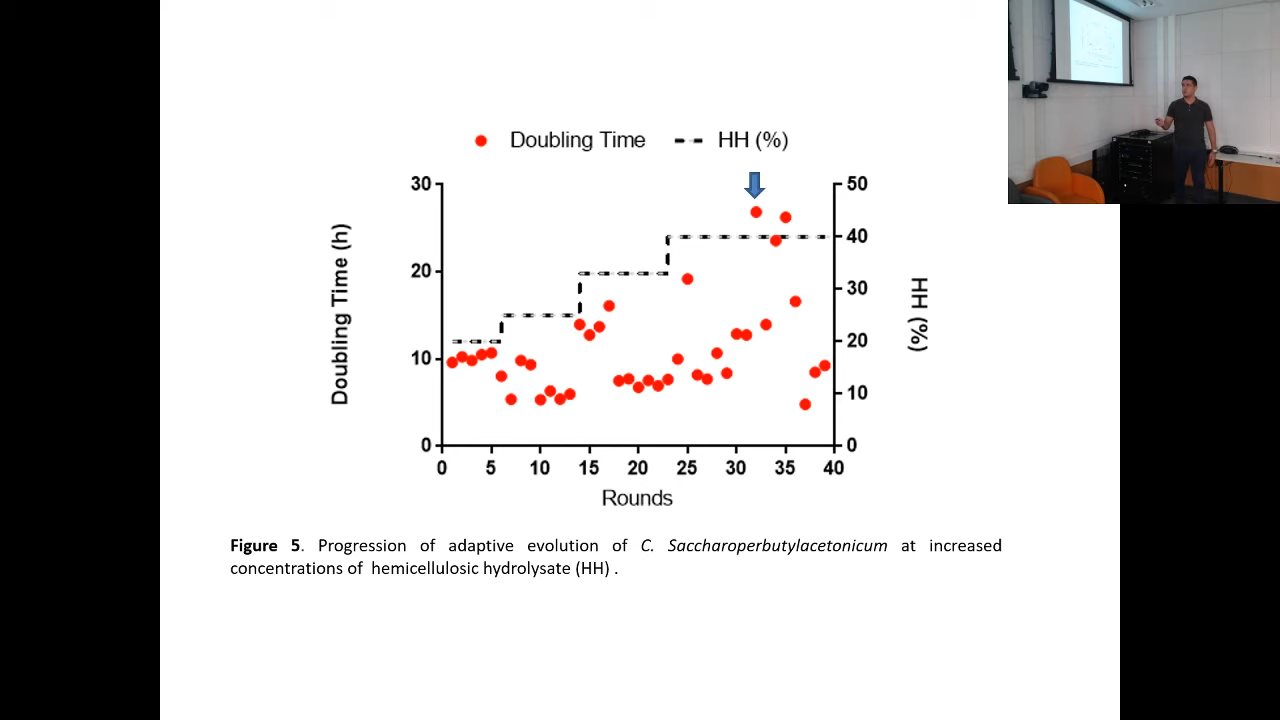 Doubling Time HH (%)
30 50
40
20 30
20
10
10
0 0
0 5 10 15 20 25 30 35 40
Doubling Time (h)
HH (%)
Rounds
Figure 5. Progression of adaptive evolution of C. Saccharoperbutylacetonicum at increased
concentrations of hemicellulosic hydrolysate (HH) .